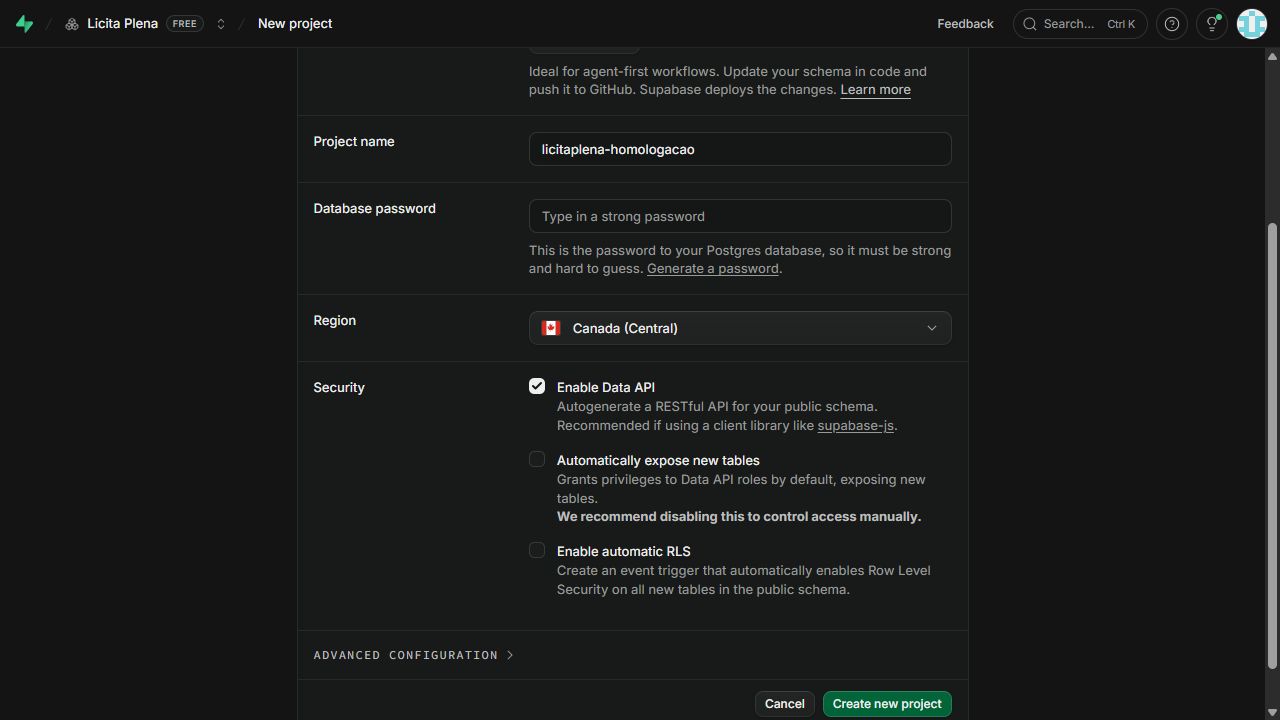 Licita Plena FREE New project Feedback Search... Ctrl K
Ideal for agent-first workflows. Update your schema in code and
push it to GitHub. Supabase deploys the changes. Learn more
Project name
licitaplena-homologacao
Database password
Type in a strong password
This is the password to your Postgres database, so it must be strong
and hard to guess. Generate a password.
Region
Canada (Central)
Security
Enable Data API
Autogenerate a RESTful API for your public schema.
Recommended if using a client library like supabase-js.
Automatically expose new tables
Grants privileges to Data API roles by default, exposing new
tables.
We recommend disabling this to control access manually.
Enable automatic RLS
Create an event trigger that automatically enables Row Level
Security on all new tables in the public schema.
ADVANCED CONFIGURATION
Cancel Create new project